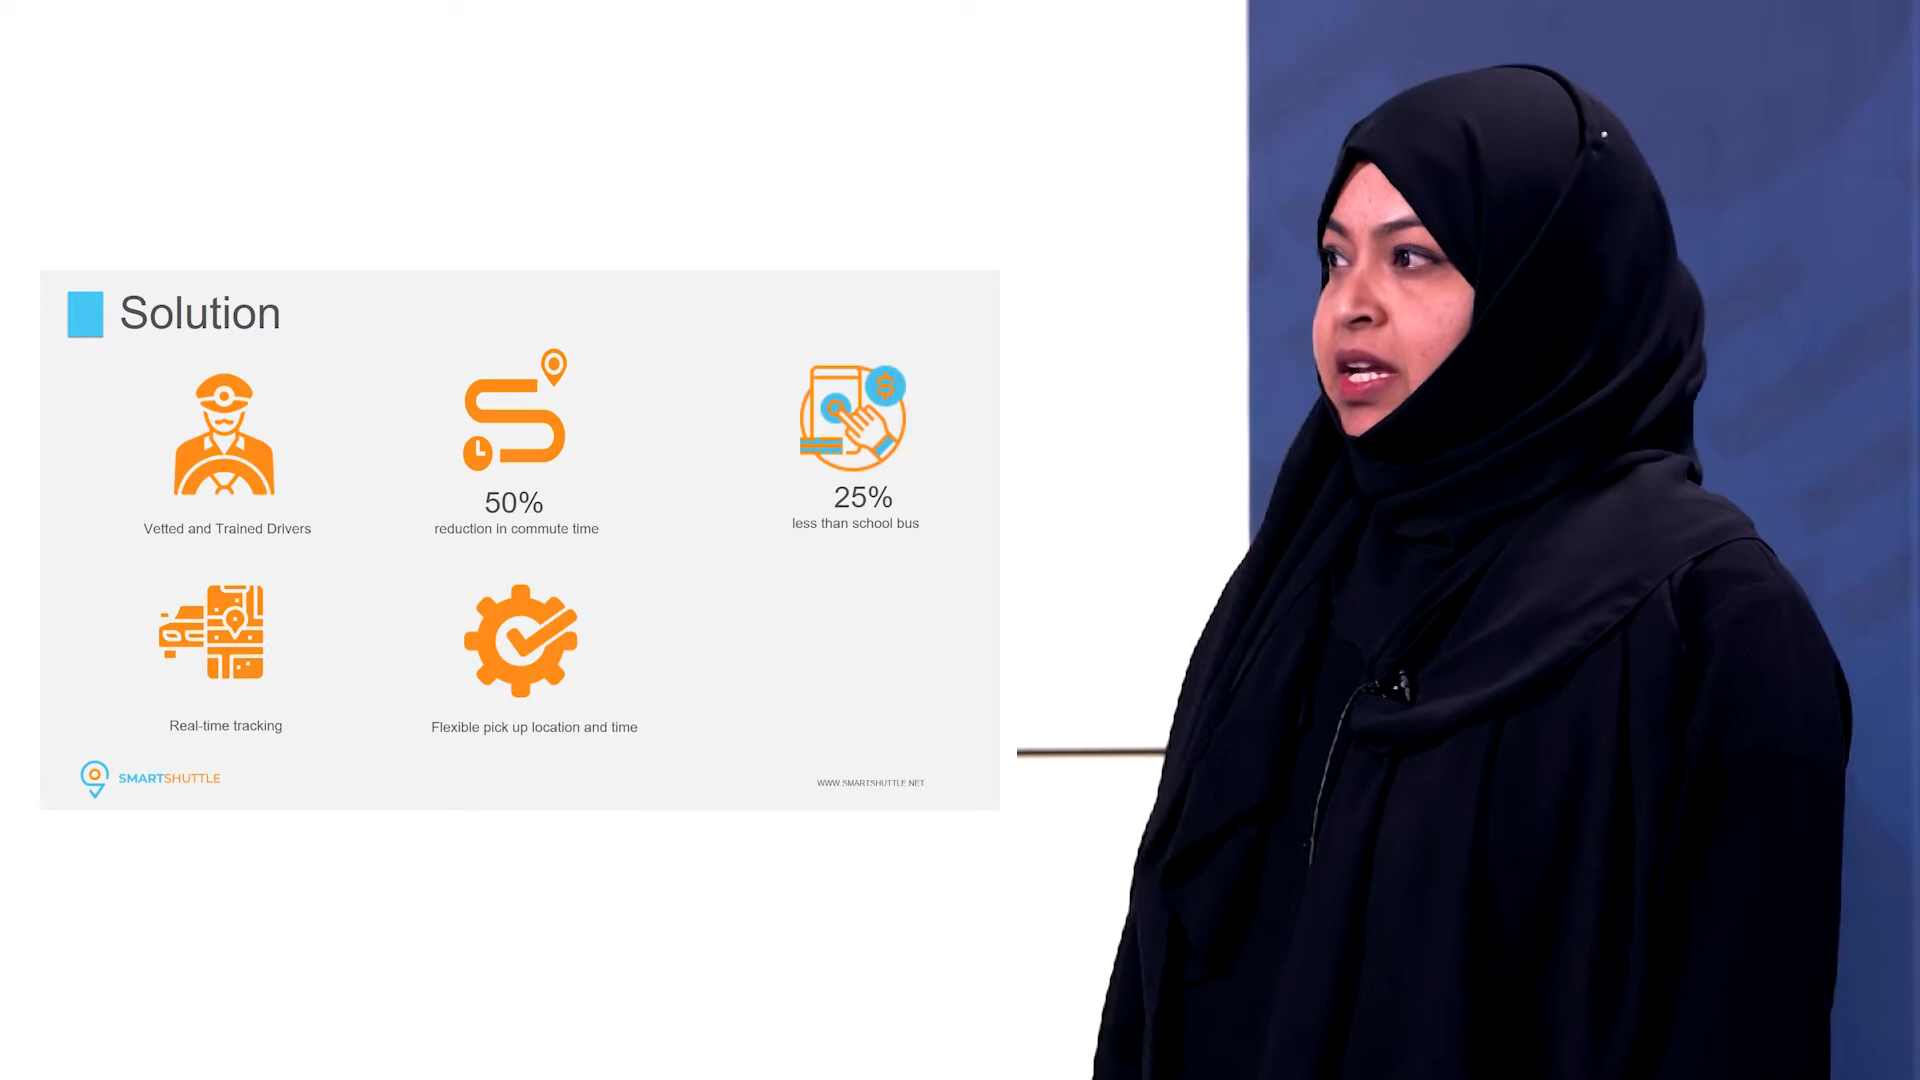 Solution
50%
reduction in commute time
25%
less than school bus
Vetted and Trained Drivers
Real-time tracking
Flexible pick up location and time
SMARTSHUTTLE
WWW.SMARTSHUTTLE.NET